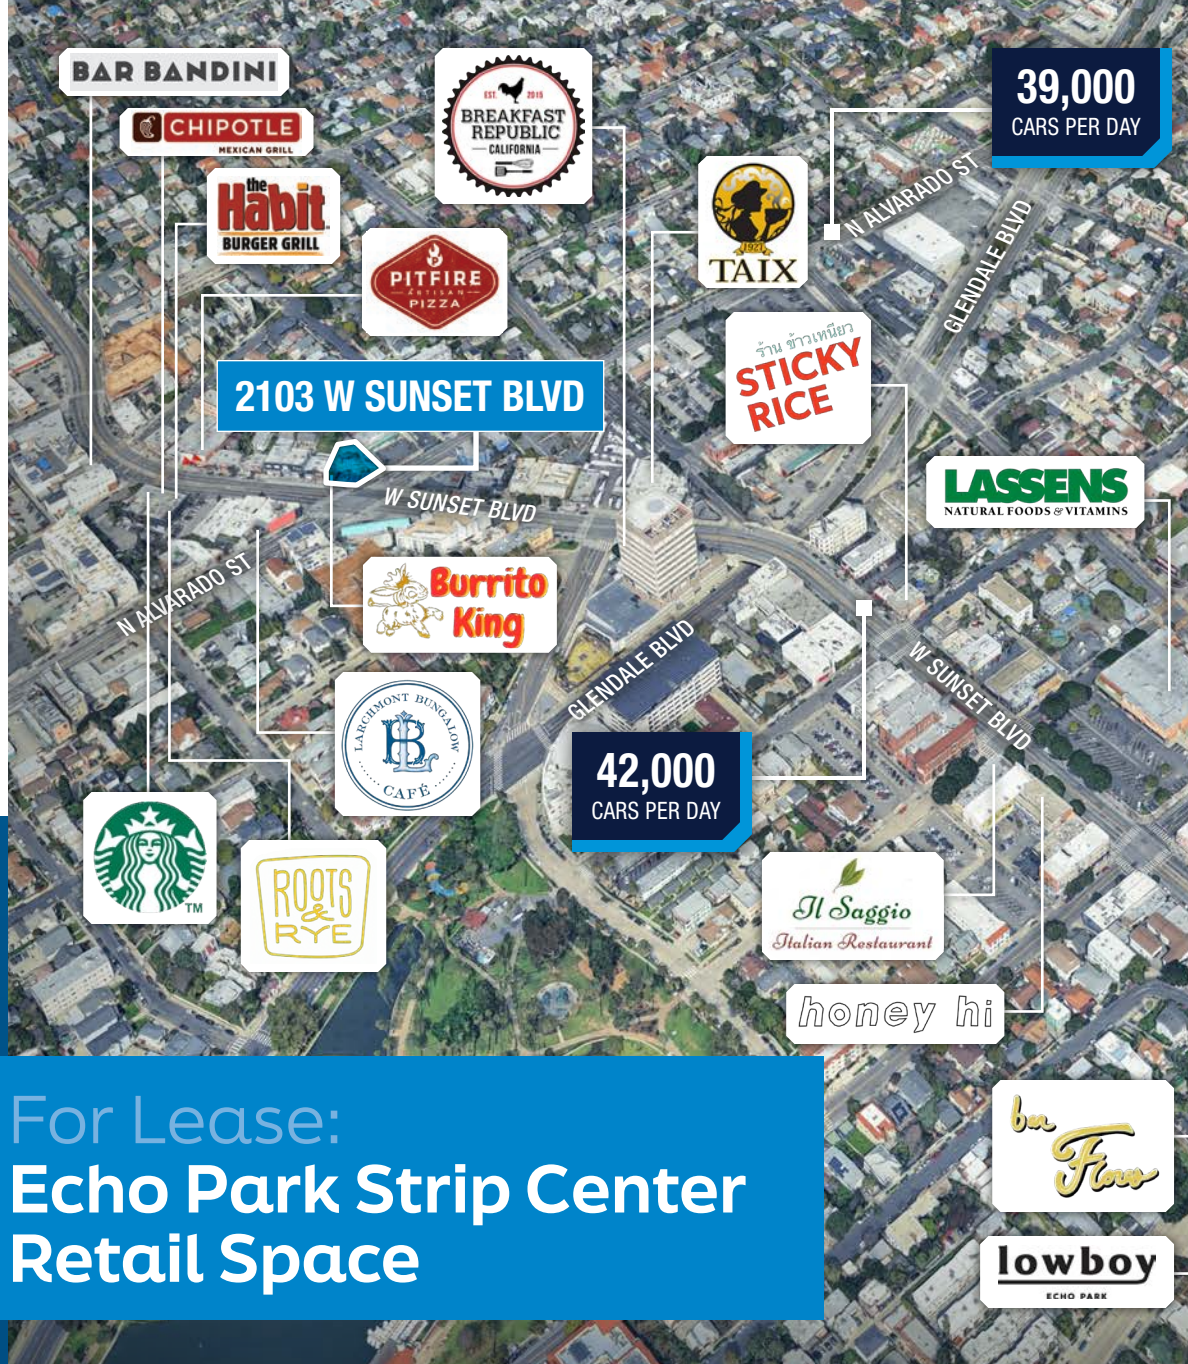 BAR BANDINI
CHIPOTLE
MEXICAN GRILL
the
Habit
BURGER GRILL
EST. 2015
BREAKFAST
REPUBLIC
CALIFORNIA
PITFIRE
ARTISAN
PIZZA
1927
TAIX
39,000
CARS PER DAY
N ALVARADO ST
GLENDALE BLVD
ร้าน ข้าวเหนียว
STICKY
RICE
2103 W SUNSET BLVD
W SUNSET BLVD
LASSENS
NATURAL FOODS & VITAMINS
N ALVARADO ST
Burrito
King
GLENDALE BLVD
W SUNSET BLVD
LARCHMONT BUNGALOW
BL
CAFÉ
42,000
CARS PER DAY
TM
ROOTS
&
RYE
Il Saggio
Italian Restaurant
honey hi
bar
Flores
lowboy
ECHO PARK
For Lease:
Echo Park Strip Center
Retail Space